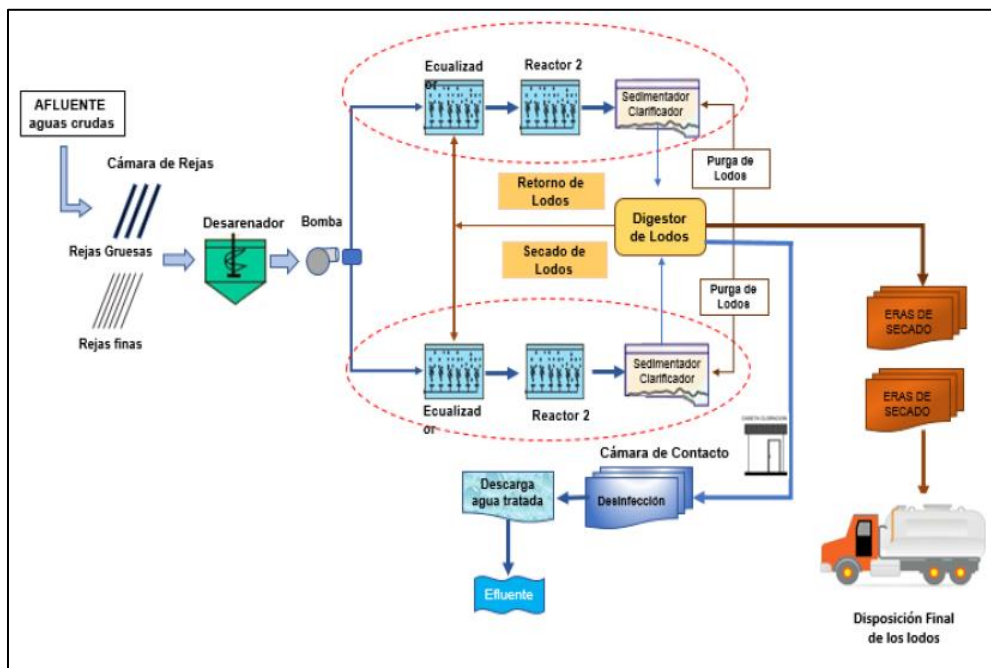 AFLUENTE
aguas crudas
Cámara de Rejas
Rejas Gruesas
Rejas finas
Desarenador
Bomba
Ecualizad
or
Reactor 2
Sedimentador
Clarificador
Purga de
Lodos
Retorno de
Lodos
Digestor
de Lodos
Secado de
Lodos
Purga de
Lodos
Sedimentador
Clarificador
Ecualizad
or
Reactor 2
ERAS DE
SECADO
ERAS DE
SECADO
CASETA CLORACION
Cámara de Contacto
Desinfección
Descarga
agua tratada
Efluente
Disposición Final
de los lodos